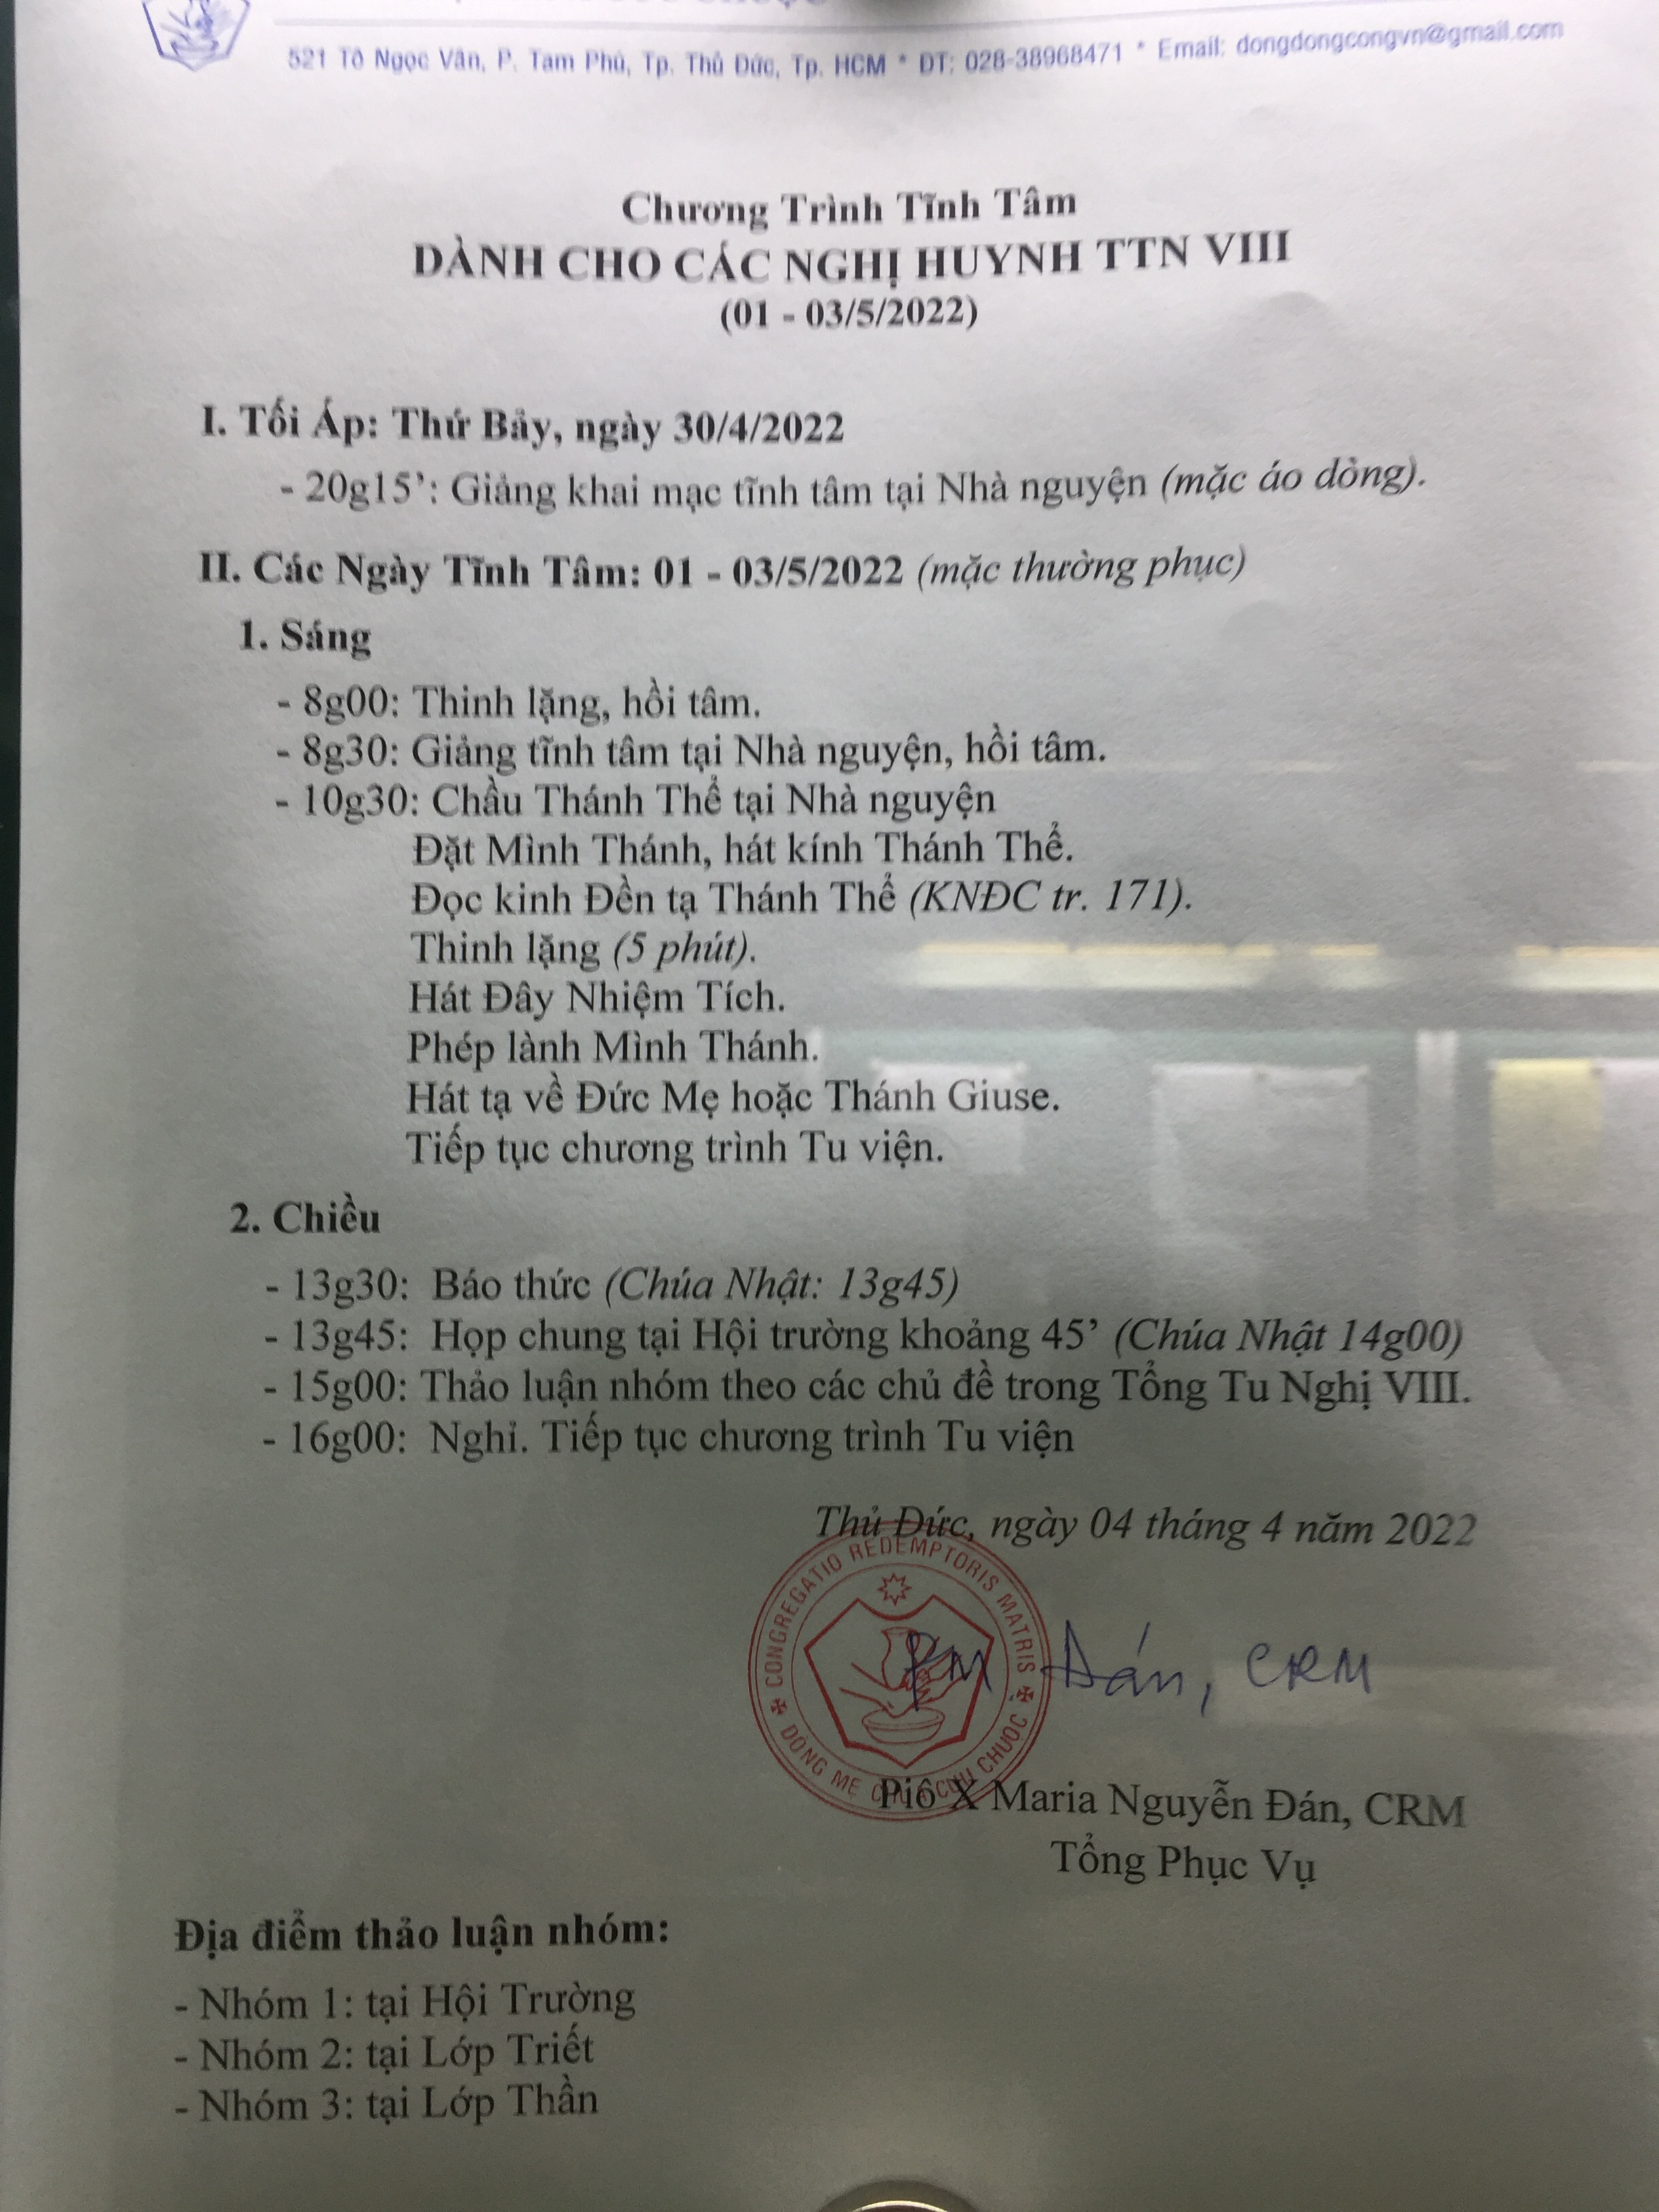 521 Tô Ngọc Vân, P. Tam Phú, Tp. Thủ Đức, Tp. HCM * ĐT: 028-38968471 * Email: dongdongcongvn@gmail.com
Chương Trình Tĩnh Tâm
DÀNH CHO CÁC NGHỊ HUYNH TTN VIII
(01 - 03/5/2022)
I. Tối Áp: Thứ Bảy, ngày 30/4/2022
- 20g15’: Giảng khai mạc tĩnh tâm tại Nhà nguyện (mặc áo dòng).
II. Các Ngày Tĩnh Tâm: 01 - 03/5/2022 (mặc thường phục)
1. Sáng
- 8g00: Thinh lặng, hồi tâm.
- 8g30: Giảng tĩnh tâm tại Nhà nguyện, hồi tâm.
- 10g30: Chầu Thánh Thể tại Nhà nguyện
Đặt Mình Thánh, hát kính Thánh Thể.
Đọc kinh Đền tạ Thánh Thể (KNĐC tr. 171).
Thinh lặng (5 phút).
Hát Đây Nhiệm Tích.
Phép lành Mình Thánh.
Hát tạ về Đức Mẹ hoặc Thánh Giuse.
Tiếp tục chương trình Tu viện.
2. Chiều
- 13g30: Báo thức (Chúa Nhật: 13g45)
- 13g45: Họp chung tại Hội trường khoảng 45’ (Chúa Nhật 14g00)
- 15g00: Thảo luận nhóm theo các chủ đề trong Tổng Tu Nghị VIII.
- 16g00: Nghỉ. Tiếp tục chương trình Tu viện
Thủ Đức, ngày 04 tháng 4 năm 2022
CONGREGATIO REDEMPTORIS MATRIS
DÒNG MẸ CHÚA CỨU CHUỘC
PM. Đán, CRM
Piô X Maria Nguyễn Đán, CRM
Tổng Phục Vụ
Địa điểm thảo luận nhóm:
- Nhóm 1: tại Hội Trường
- Nhóm 2: tại Lớp Triết
- Nhóm 3: tại Lớp Thần